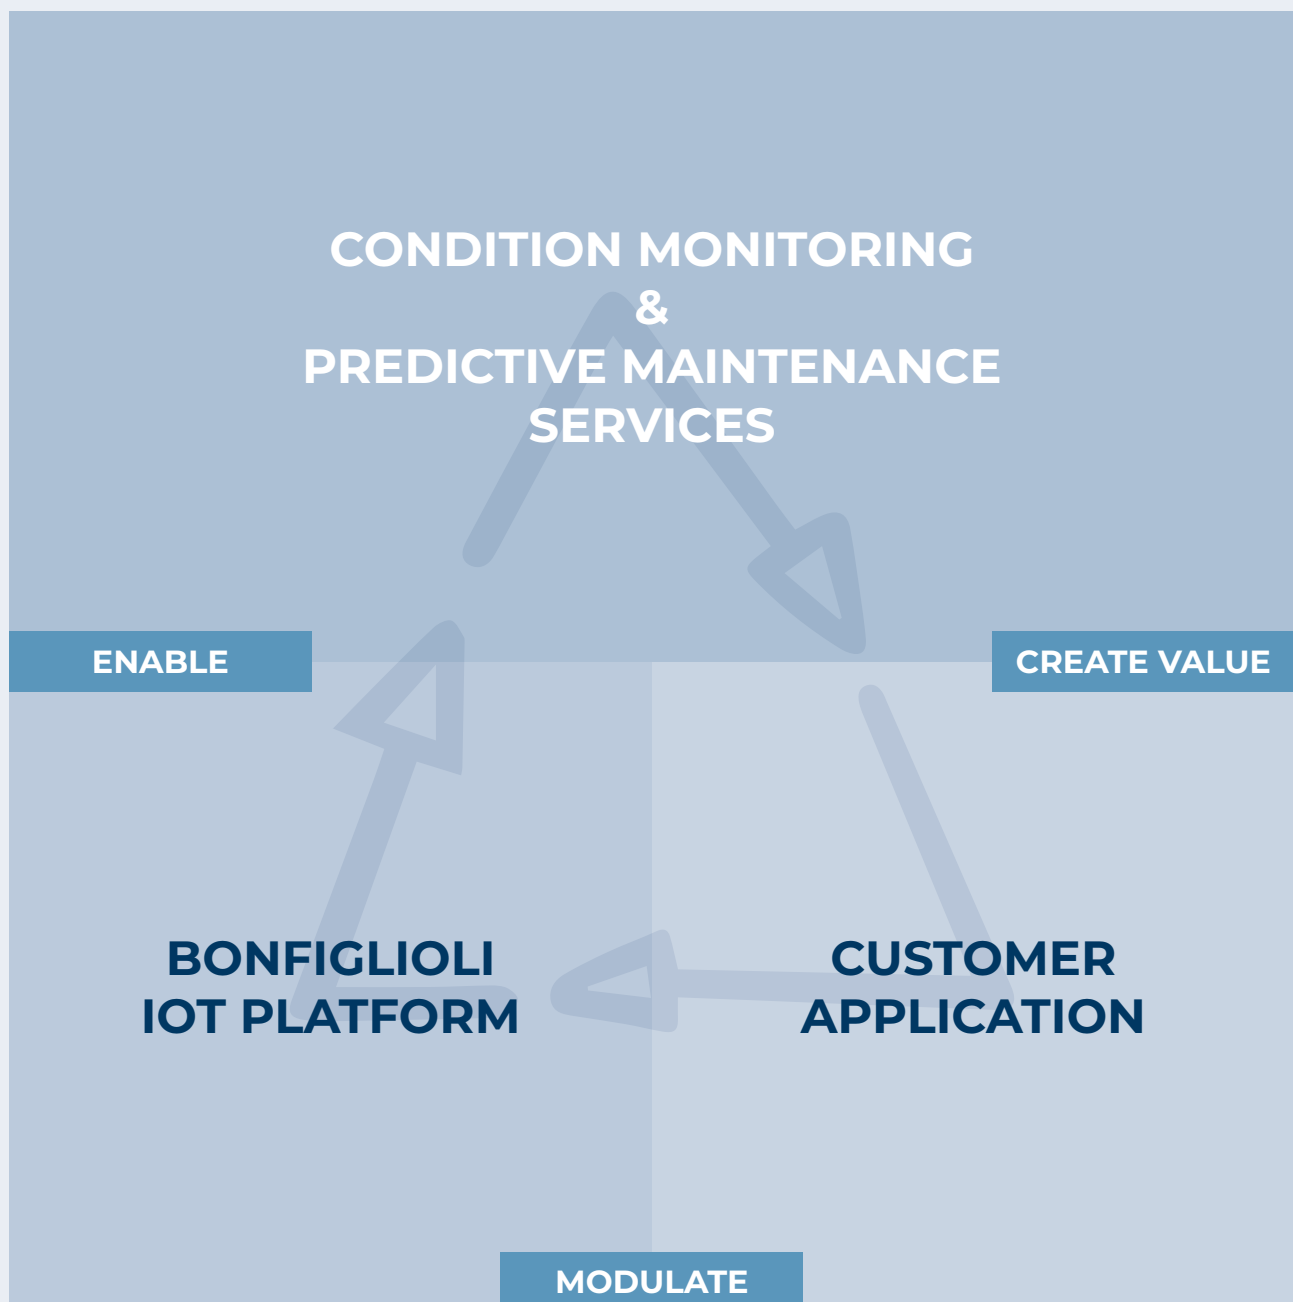 CONDITION MONITORING
&
PREDICTIVE MAINTENANCE
SERVICES
ENABLE
CREATE VALUE
BONFIGLIOLI
IOT PLATFORM
CUSTOMER
APPLICATION
MODULATE